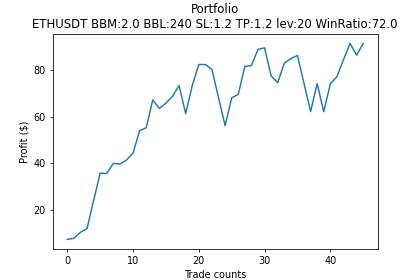 Portfolio
ETHUSDT BBM:2.0 BBL:240 SL:1.2 TP:1.2 lev:20 WinRatio:72.0
Profit ($)
80
60
40
20
0 10 20 30 40
Trade counts